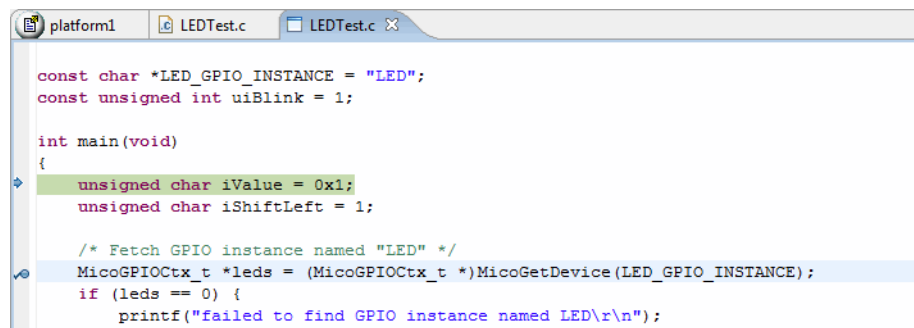 platform1 LEDTest.c LEDTest.c
const char *LED_GPIO_INSTANCE = "LED";
const unsigned int uiBlink = 1;
int main(void)
{
unsigned char iValue = 0x1;
unsigned char iShiftLeft = 1;
/* Fetch GPIO instance named "LED" */
MicoGPIOCtx_t *leds = (MicoGPIOCtx_t *)MicoGetDevice(LED_GPIO_INSTANCE);
if (leds == 0) {
printf("failed to find GPIO instance named LED\r\n");